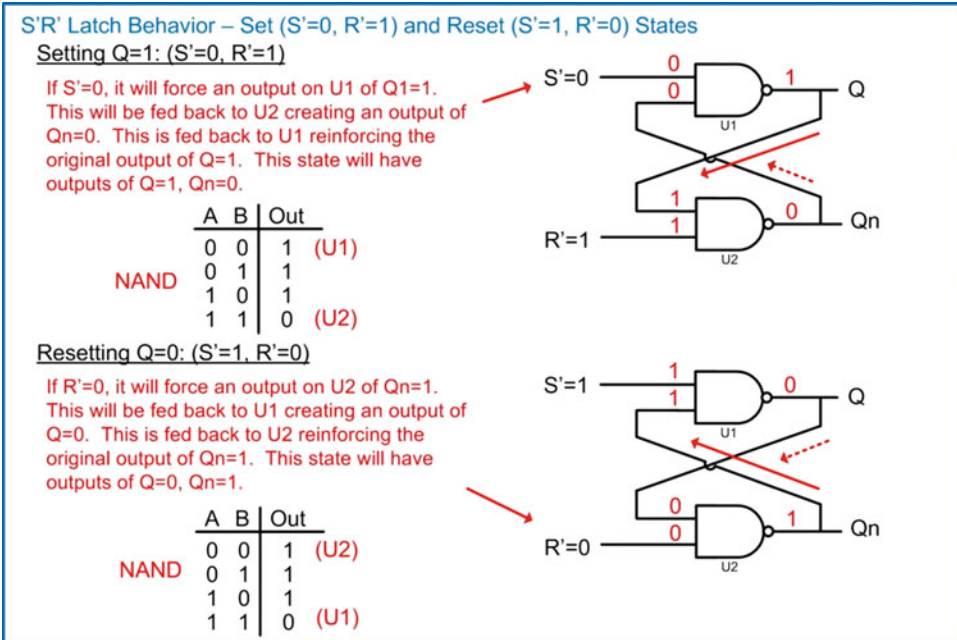 S'R' Latch Behavior – Set (S'=0, R'=1) and Reset (S'=1, R'=0) States
Setting Q=1: (S'=0, R'=1)
If S'=0, it will force an output on U1 of Q1=1.
This will be fed back to U2 creating an output of
Qn=0. This is fed back to U1 reinforcing the
original output of Q=1. This state will have
outputs of Q=1, Qn=0.
A B Out
0 0 1 (U1)
0 1 1
1 0 1
1 1 0 (U2)
NAND
S'=0
0
0
1
Q
U1
1
1
0
Qn
R'=1
U2
Resetting Q=0: (S'=1, R'=0)
If R'=0, it will force an output on U2 of Qn=1.
This will be fed back to U1 creating an output of
Q=0. This is fed back to U2 reinforcing the
original output of Qn=1. This state will have
outputs of Q=0, Qn=1.
A B Out
0 0 1 (U2)
0 1 1
1 0 1
1 1 0 (U1)
NAND
S'=1
1
1
0
Q
U1
0
0
1
Qn
R'=0
U2